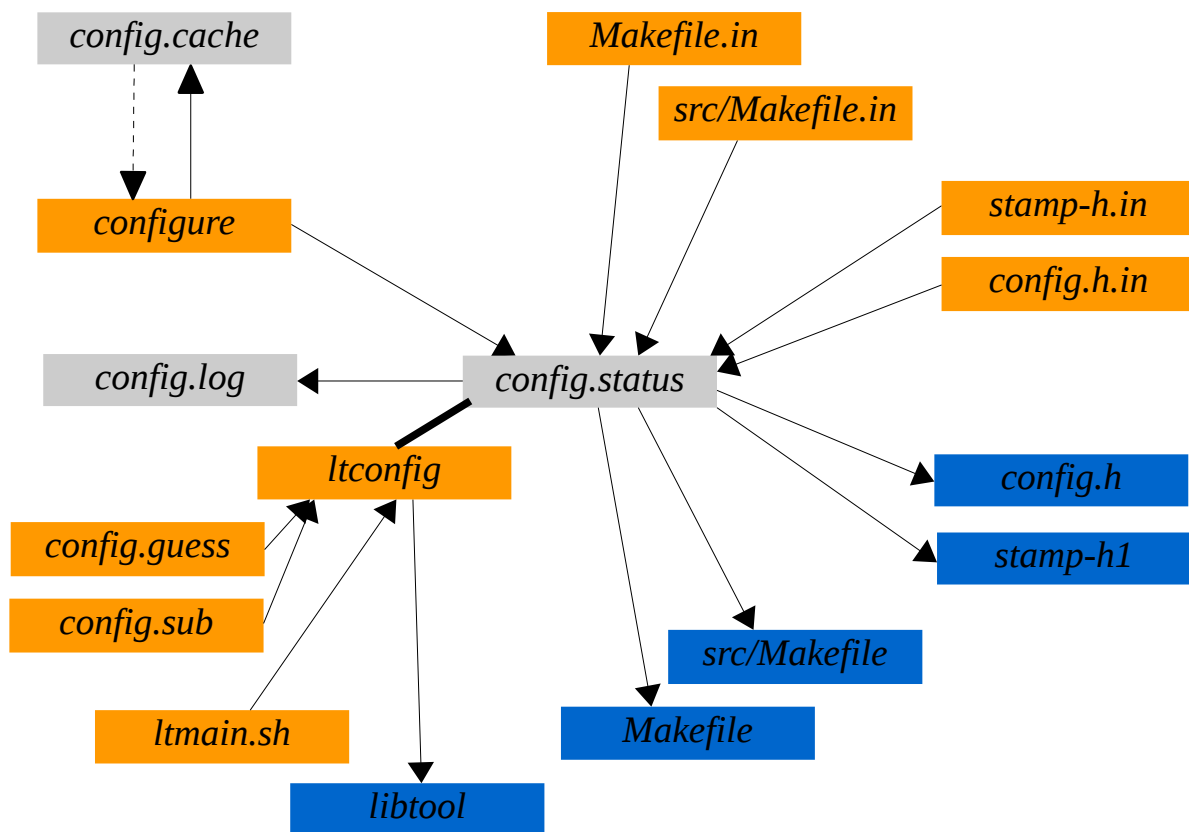 config.cache
Makefile.in
src/Makefile.in
configure
stamp-h.in
config.h.in
config.log
config.status
ltconfig
config.h
config.guess
stamp-h1
config.sub
src/Makefile
ltmain.sh
Makefile
libtool